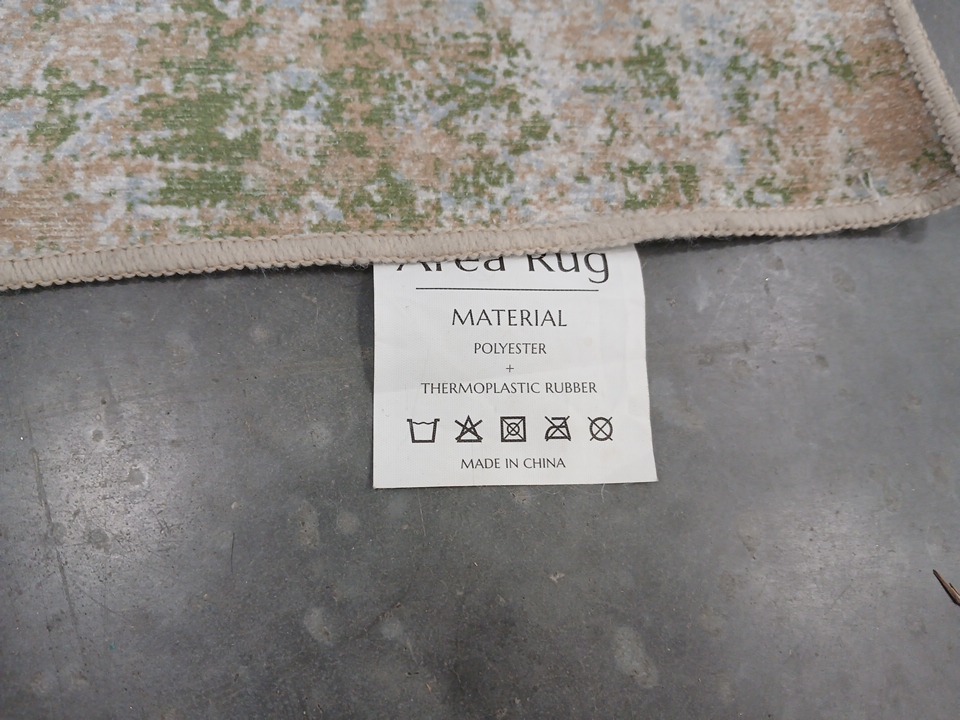 Area Rug
MATERIAL
POLYESTER
+
THERMOPLASTIC RUBBER
MADE IN CHINA